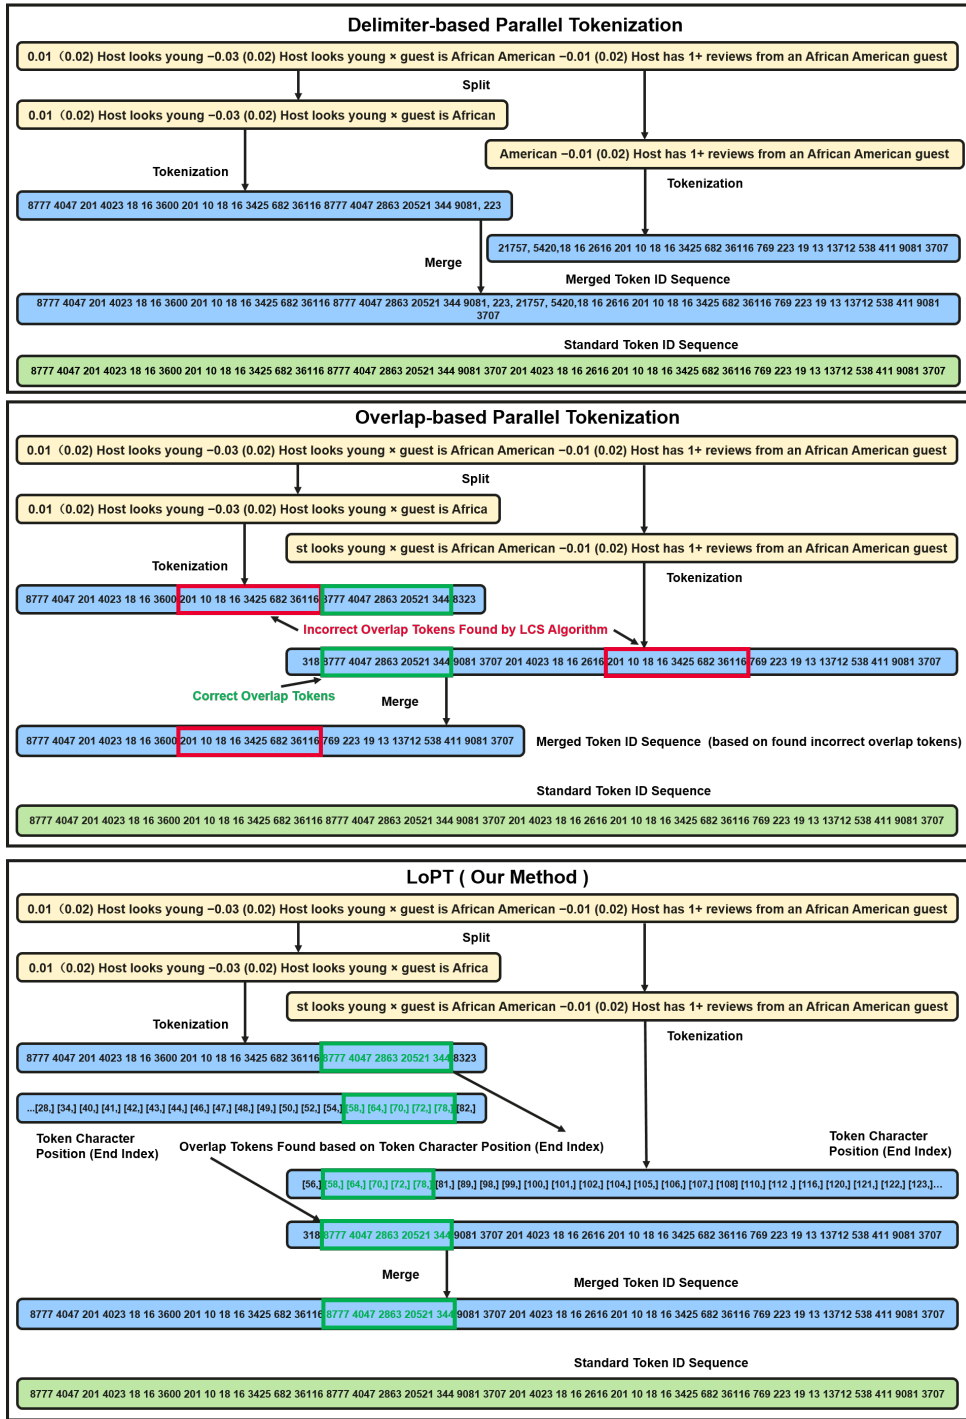 Delimiter-based Parallel Tokenization
0.01（0.02) Host looks young −0.03 (0.02) Host looks young × guest is African American −0.01 (0.02) Host has 1+ reviews from an African American guest
Split
0.01（0.02) Host looks young −0.03 (0.02) Host looks young × guest is African
American −0.01 (0.02) Host has 1+ reviews from an African American guest
Tokenization
Tokenization
8777 4047 201 4023 18 16 3600 201 10 18 16 3425 682 36116 8777 4047 2863 20521 344 9081, 223
21757, 5420,18 16 2616 201 10 18 16 3425 682 36116 769 223 19 13 13712 538 411 9081 3707
Merge
Merged Token ID Sequence
8777 4047 201 4023 18 16 3600 201 10 18 16 3425 682 36116 8777 4047 2863 20521 344 9081, 223, 21757, 5420,18 16 2616 201 10 18 16 3425 682 36116 769 223 19 13 13712 538 411 9081
3707
Standard Token ID Sequence
8777 4047 201 4023 18 16 3600 201 10 18 16 3425 682 36116 8777 4047 2863 20521 344 9081 3707 201 4023 18 16 2616 201 10 18 16 3425 682 36116 769 223 19 13 13712 538 411 9081 3707
Overlap-based Parallel Tokenization
0.01（0.02) Host looks young −0.03 (0.02) Host looks young × guest is African American −0.01 (0.02) Host has 1+ reviews from an African American guest
Split
0.01（0.02) Host looks young −0.03 (0.02) Host looks young × guest is Africa
st looks young × guest is African American −0.01 (0.02) Host has 1+ reviews from an African American guest
Tokenization
Tokenization
8777 4047 201 4023 18 16 3600 201 10 18 16 3425 682 36116 8777 4047 2863 20521 344 8323
Incorrect Overlap Tokens Found by LCS Algorithm
318 8777 4047 2863 20521 344 9081 3707 201 4023 18 16 2616 201 10 18 16 3425 682 36116 769 223 19 13 13712 538 411 9081 3707
Correct Overlap Tokens
Merge
8777 4047 201 4023 18 16 3600 201 10 18 16 3425 682 36116 769 223 19 13 13712 538 411 9081 3707
Merged Token ID Sequence (based on found incorrect overlap tokens)
Standard Token ID Sequence
8777 4047 201 4023 18 16 3600 201 10 18 16 3425 682 36116 8777 4047 2863 20521 344 9081 3707 201 4023 18 16 2616 201 10 18 16 3425 682 36116 769 223 19 13 13712 538 411 9081 3707
LoPT ( Our Method )
0.01（0.02) Host looks young −0.03 (0.02) Host looks young × guest is African American −0.01 (0.02) Host has 1+ reviews from an African American guest
Split
0.01（0.02) Host looks young −0.03 (0.02) Host looks young × guest is Africa
st looks young × guest is African American −0.01 (0.02) Host has 1+ reviews from an African American guest
Tokenization
Tokenization
8777 4047 201 4023 18 16 3600 201 10 18 16 3425 682 36116 8777 4047 2863 20521 344 8323
...[28,] [34,] [40,] [41,] [42,] [43,] [44,] [46,] [47,] [48,] [49,] [50,] [52,] [54,] [58,] [64,] [70,] [72,] [78,] [82,]
Token Character
Position (End Index)
Overlap Tokens Found based on Token Character Position (End Index)
Token Character
Position (End Index)
[56,] [58,] [64,] [70,] [72,] [78,] [81,] [89,] [98,] [99,] [100,] [101,] [102,] [104,] [105,] [106,] [107,] [108] [110,] [112 ,] [116,] [120,] [121,] [122,] [123,]...
318 8777 4047 2863 20521 344 9081 3707 201 4023 18 16 2616 201 10 18 16 3425 682 36116 769 223 19 13 13712 538 411 9081 3707
Merge
Merged Token ID Sequence
8777 4047 201 4023 18 16 3600 201 10 18 16 3425 682 36116 8777 4047 2863 20521 344 9081 3707 201 4023 18 16 2616 201 10 18 16 3425 682 36116 769 223 19 13 13712 538 411 9081 3707
Standard Token ID Sequence
8777 4047 201 4023 18 16 3600 201 10 18 16 3425 682 36116 8777 4047 2863 20521 344 9081 3707 201 4023 18 16 2616 201 10 18 16 3425 682 36116 769 223 19 13 13712 538 411 9081 3707